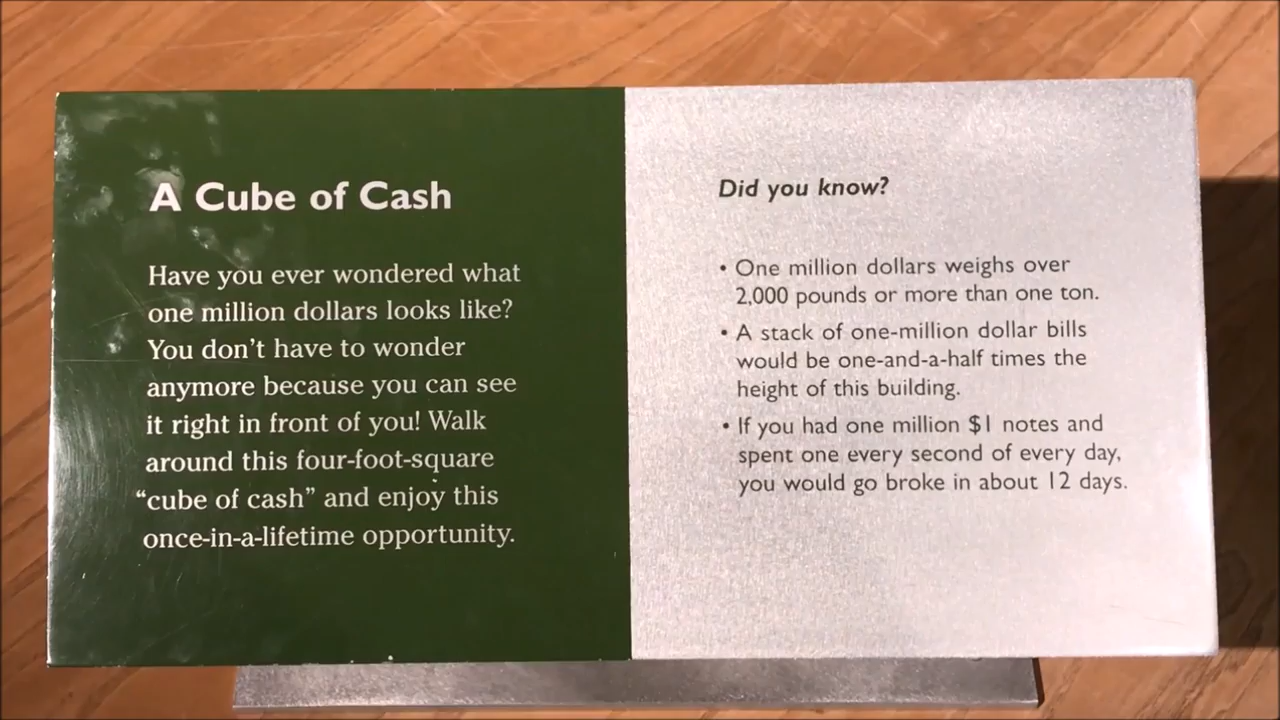 A Cube of Cash
Have you ever wondered what
one million dollars looks like?
You don't have to wonder
anymore because you can see
it right in front of you! Walk
around this four-foot-square
“cube of cash” and enjoy this
once-in-a-lifetime opportunity.
Did you know?
• One million dollars weighs over
2,000 pounds or more than one ton.
• A stack of one-million dollar bills
would be one-and-a-half times the
height of this building.
• If you had one million $1 notes and
spent one every second of every day,
you would go broke in about 12 days.